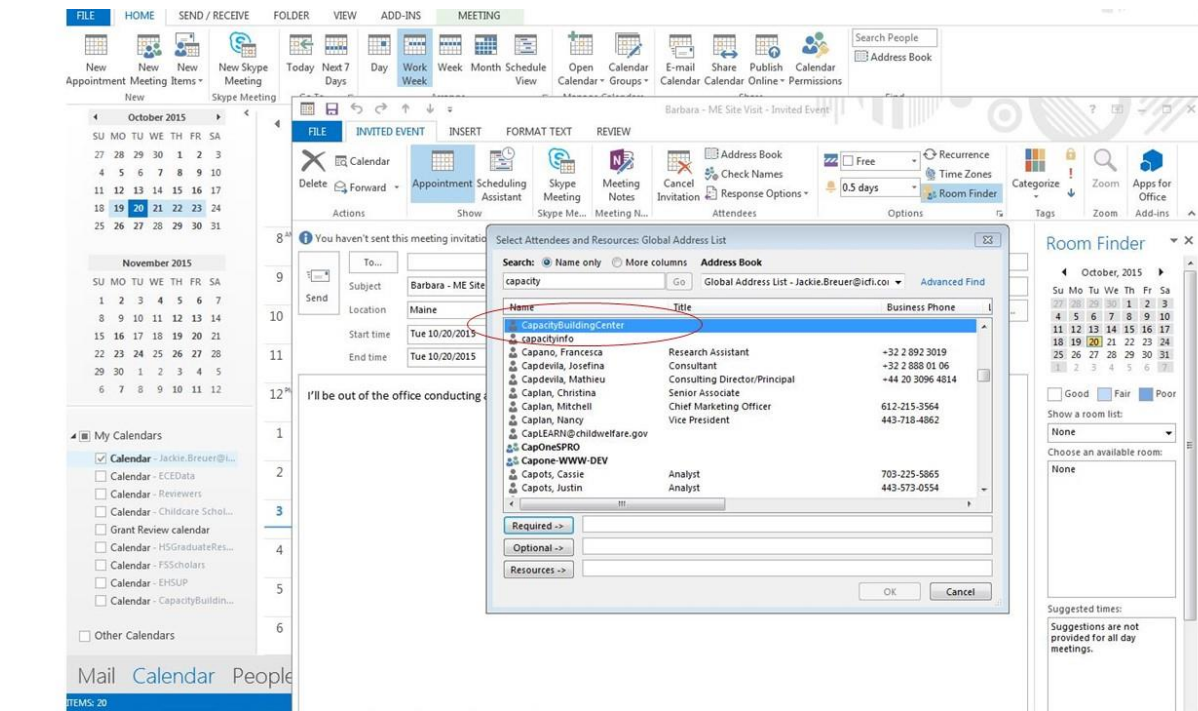 FILE HOME SEND / RECEIVE FOLDER VIEW ADD-INS MEETING
New Appointment
New Meeting
New Items
New Skype Meeting
Today
Next 7 Days
Day
Work Week
Week
Month
Schedule View
Open Calendar
Calendar Groups
E-mail Calendar
Share Calendar
Publish Online
Calendar Permissions
Search People
Address Book
New
Skype Meeting
October 2015
SU MO TU WE TH FR SA
27 28 29 30 1 2 3
4 5 6 7 8 9 10
11 12 13 14 15 16 17
18 19 20 21 22 23 24
25 26 27 28 29 30 31
November 2015
SU MO TU WE TH FR SA
1 2 3 4 5 6 7
8 9 10 11 12 13 14
15 16 17 18 19 20 21
22 23 24 25 26 27 28
29 30 1 2 3 4 5
6 7 8 9 10 11 12
My Calendars
Calendar - Jackie.Breuer@i...
Calendar - ECEData
Calendar - Reviewers
Calendar - Childcare Schol...
Grant Review calendar
Calendar - HSGraduateRes...
Calendar - FSScholars
Calendar - EHSUP
Calendar - CapacityBuildin...
Other Calendars
Mail Calendar People
ITEMS: 20
8 AM
9
10
11
12 PM
1
2
3
4
5
6
Barbara - ME Site Visit - Invited Event
FILE INVITED EVENT INSERT FORMAT TEXT REVIEW
Delete
Calendar
Forward
Appointment
Scheduling Assistant
Skype Meeting
Meeting Notes
Cancel Invitation
Address Book
Check Names
Response Options
Free
0.5 days
Recurrence
Time Zones
Room Finder
Categorize
Zoom
Apps for Office
Actions Show Skype Me... Meeting N... Attendees Options Tags Zoom Add-ins
You haven't sent this meeting invitatio
Send
To...
Subject Barbara - ME Site
Location Maine
Start time Tue 10/20/2015
End time Tue 10/20/2015
I'll be out of the office conducting
Select Attendees and Resources: Global Address List
Search: Name only More columns Address Book
capacity Go Global Address List - Jackie.Breuer@icfi.coi Advanced Find
Name Title Business Phone L
CapacityBuildingCenter
capacityinfo
Capano, Francesca Research Assistant +32 2 892 3019
Capdevila, Josefina Consultant +32 2 888 01 06
Capdevila, Mathieu Consulting Director/Principal +44 20 3096 4814
Caplan, Christina Senior Associate
Caplan, Mitchell Chief Marketing Officer 612-215-3564
Caplan, Nancy Vice President 443-718-4862
CapLEARN@childwelfare.gov
CapOneSPRO
Capone-WWW-DEV
Capots, Cassie Analyst 703-225-5865
Capots, Justin Analyst 443-573-0554
Required ->
Optional ->
Resources ->
OK Cancel
Room Finder
October, 2015
Su Mo Tu We Th Fr Sa
27 28 29 30 1 2 3
4 5 6 7 8 9 10
11 12 13 14 15 16 17
18 19 20 21 22 23 24
25 26 27 28 29 30 31
1 2 3 4 5 6 7
Good Fair Poor
Show a room list:
None
Choose an available room:
None
Suggested times:
Suggestions are not
provided for all day
meetings.